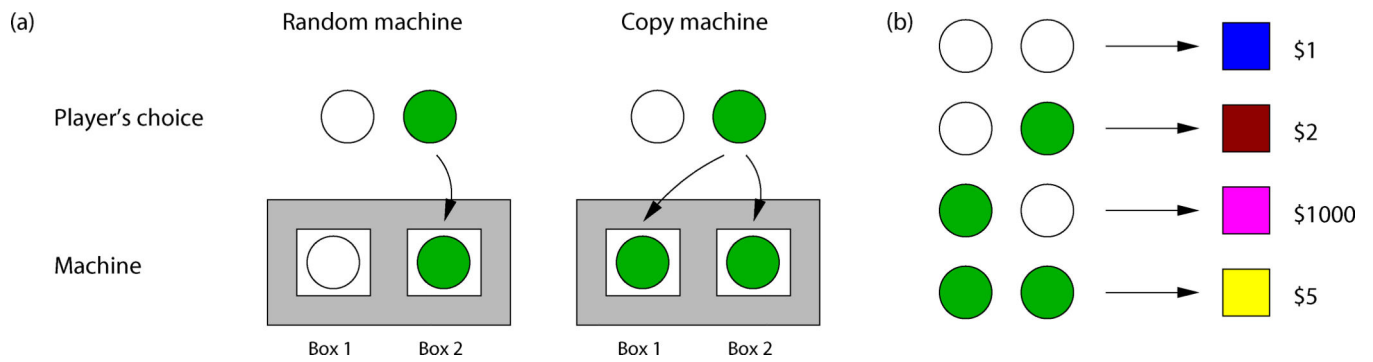 (a)
Random machine
Copy machine
Player's choice
Machine
Box 1
Box 2
Box 1
Box 2
(b)
$1
$2
$1000
$5